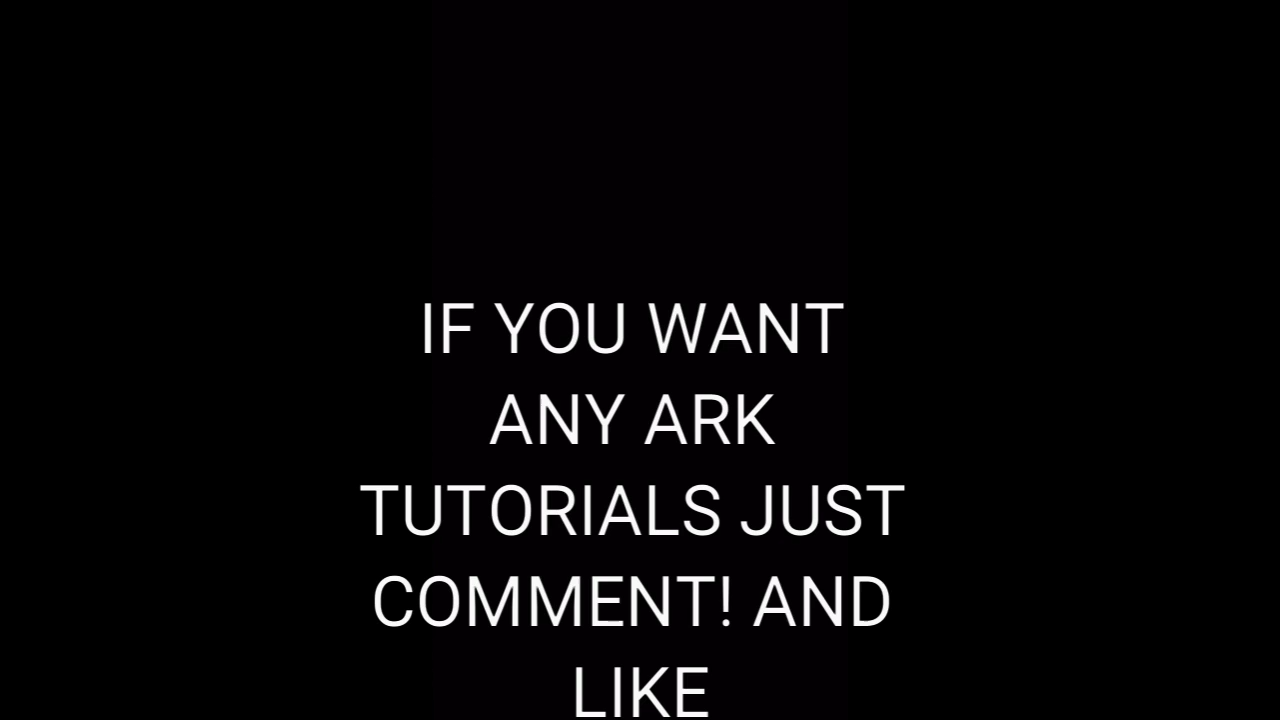 IF YOU WANT
ANY ARK
TUTORIALS JUST
COMMENT! AND
LIKE